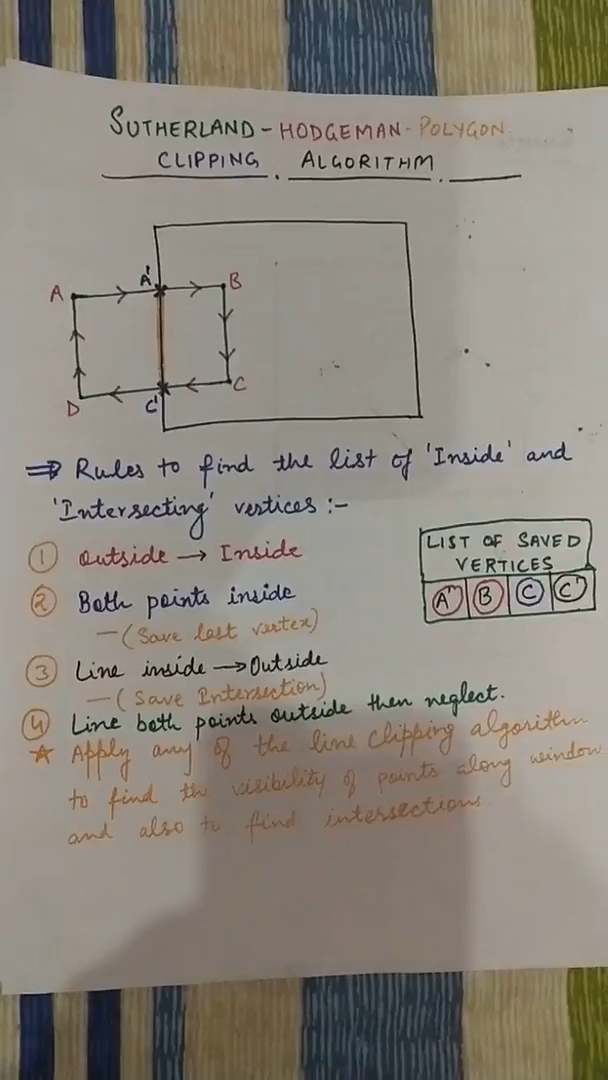 SUTHERLAND-HODGEMAN-POLYGON
CLIPPING ALGORITHM
A
A'
B
D
C'
C
⇒ Rules to find the list of 'Inside' and
'Intersecting' vertices :-
① Outside → Inside
② Both points inside
- (Save last vertex)
③ Line inside → Outside
- (Save Intersection)
④ Line both points outside then neglect.
★ Apply any of the line clipping algorithm
to find the visibility of points along window
and also to find intersections.
LIST OF SAVED
VERTICES
A' B C C'